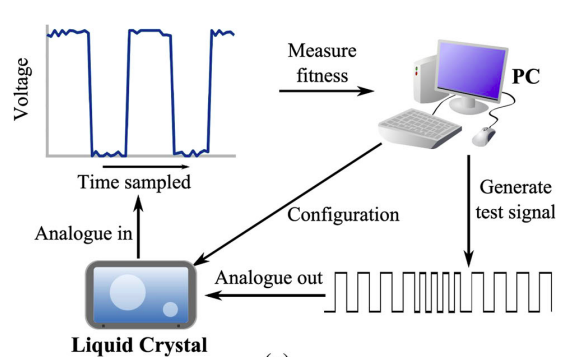 Voltage
Time sampled
Measure
fitness
PC
Generate
test signal
Configuration
Analogue in
Analogue out
Liquid Crystal